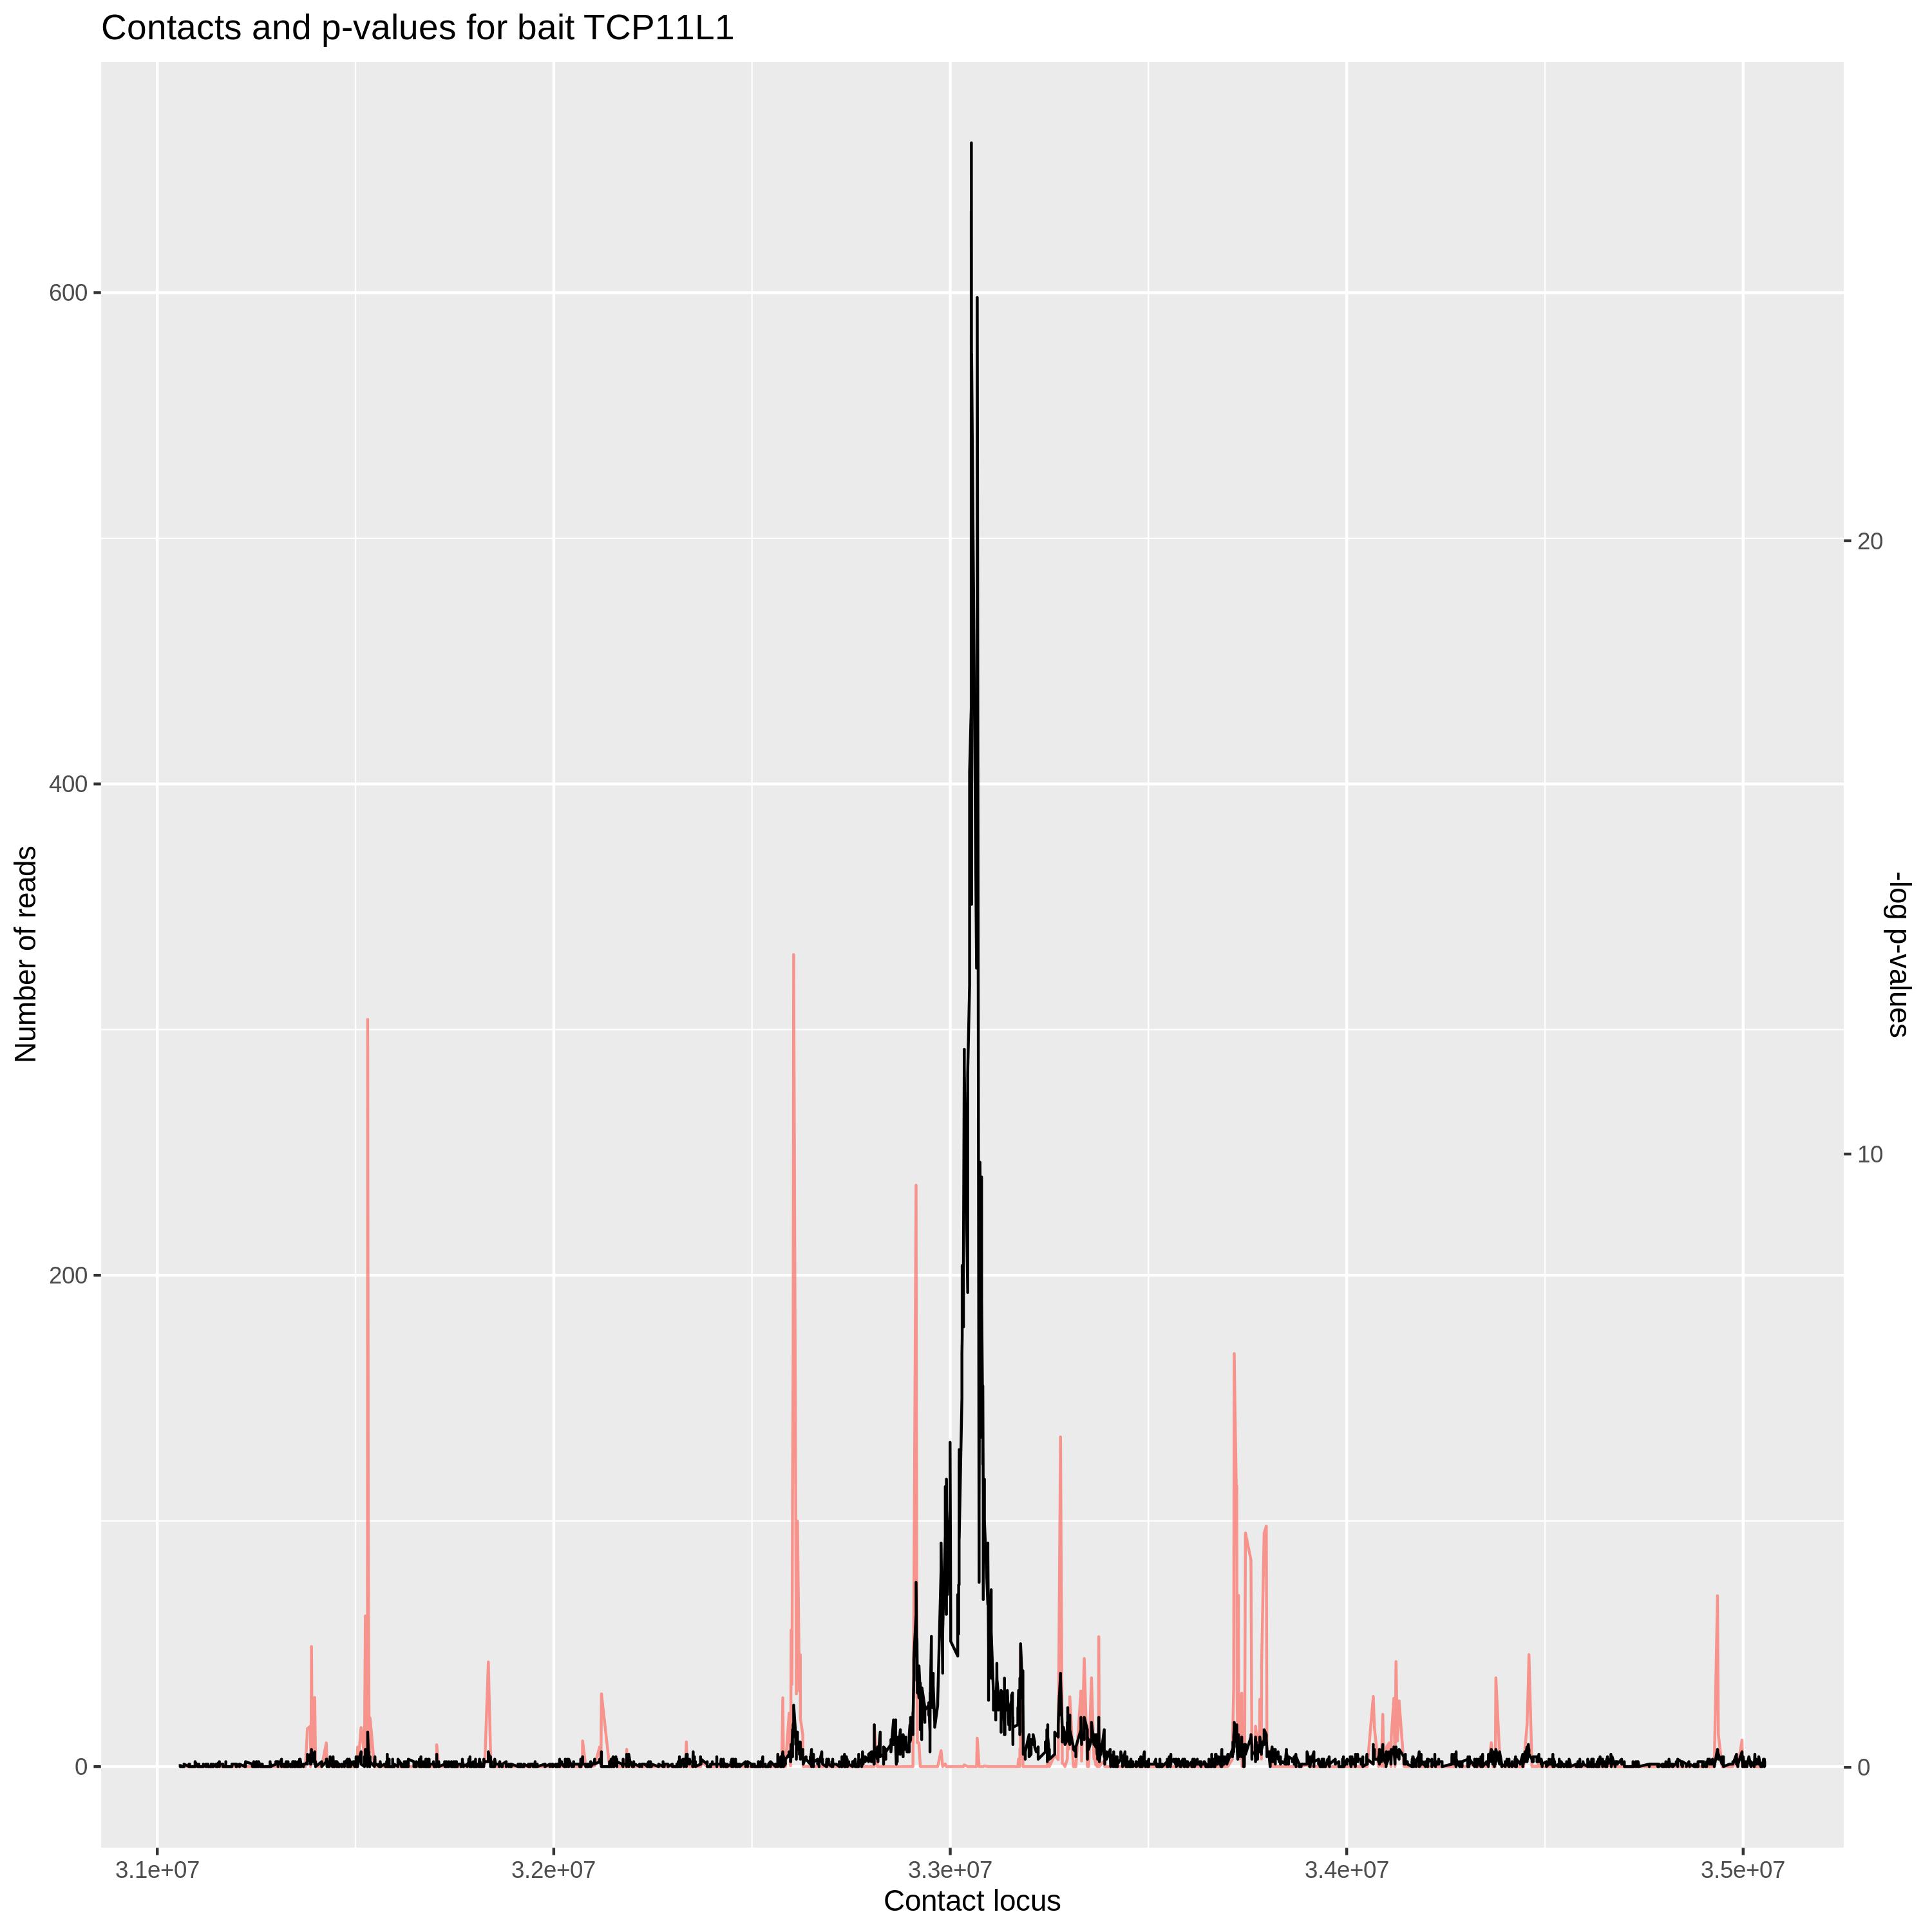 Contacts and p-values for bait TCP11L1
600
400
200
0
20
10
0
Number of reads
-log p-values
3.1e+07 3.2e+07 3.3e+07 3.4e+07 3.5e+07
Contact locus